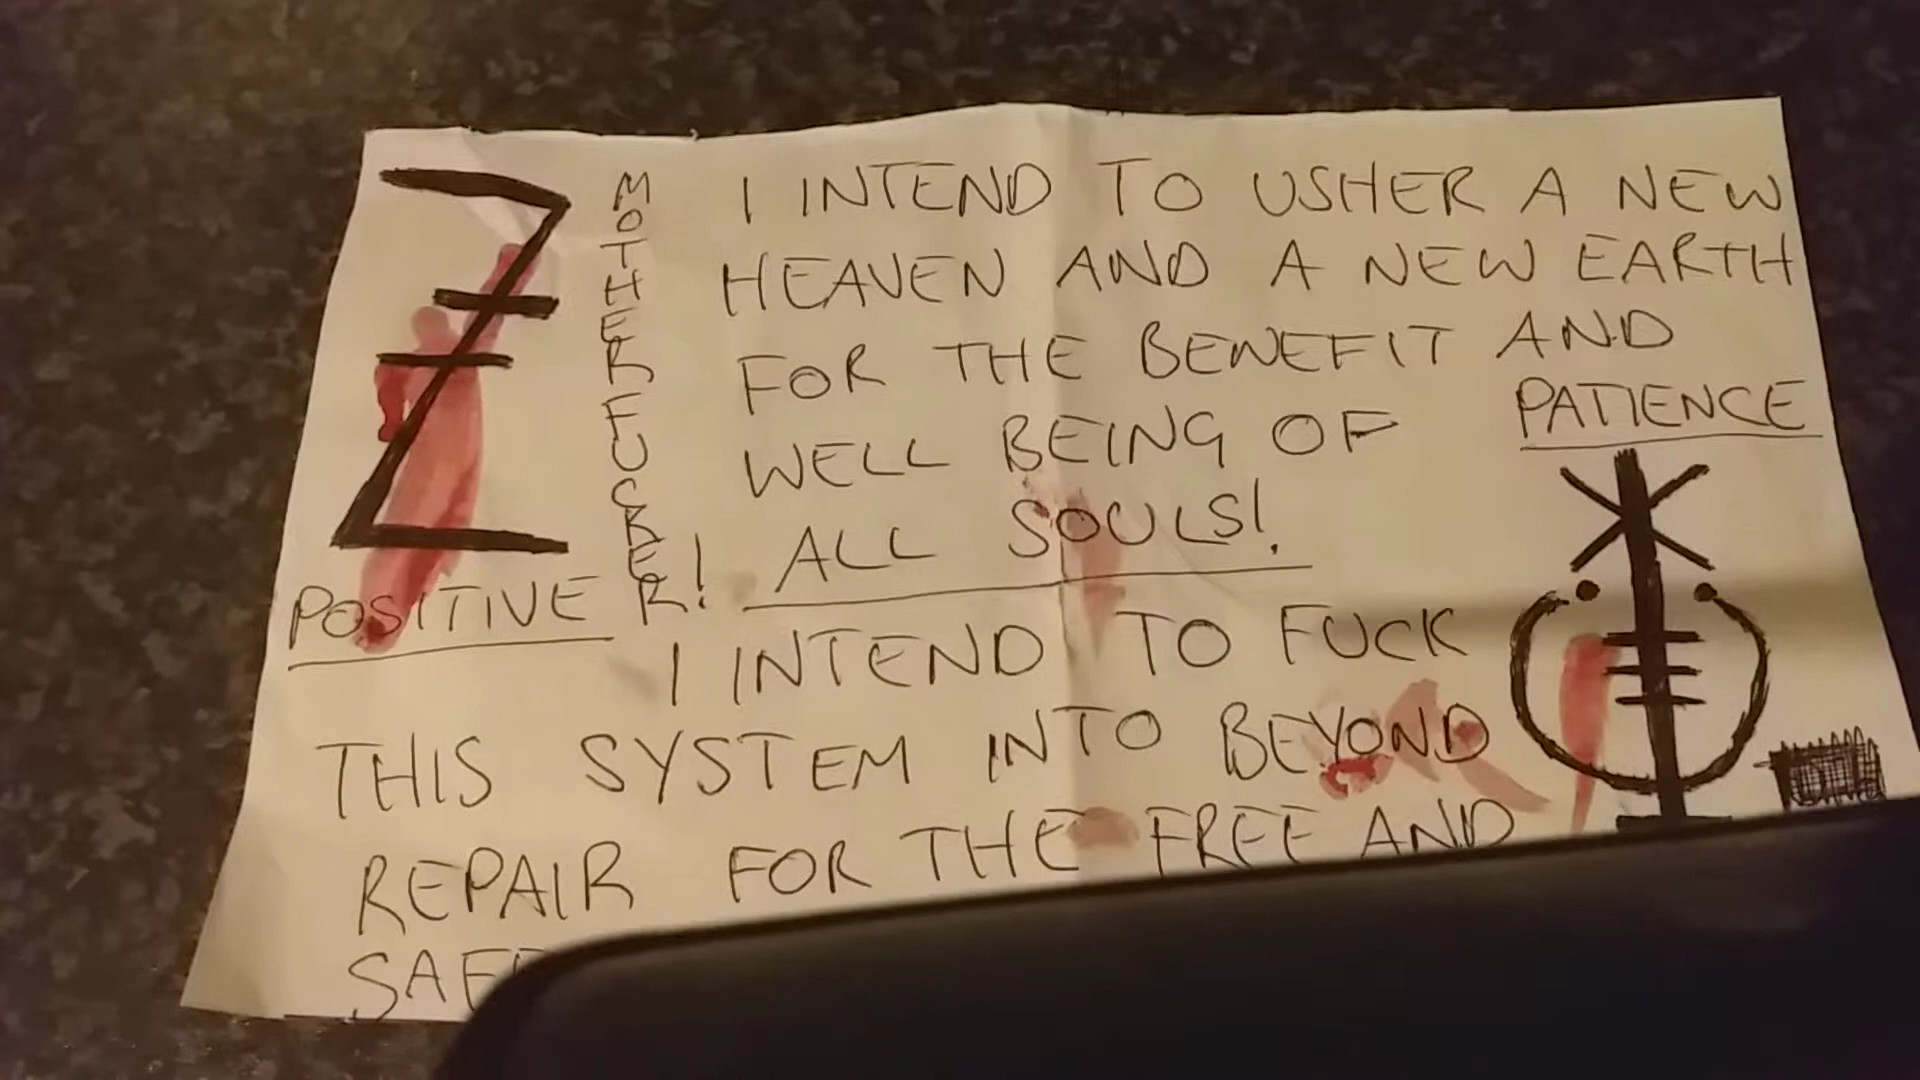 MOTHERFUCKER!
I INTEND TO USHER A NEW
HEAVEN AND A NEW EARTH
FOR THE BENEFIT AND
WELL BEING OF
ALL SOULS!
PATIENCE
POSITIVE
I INTEND TO FUCK
THIS SYSTEM INTO BEYOND
REPAIR FOR THE FREE AND